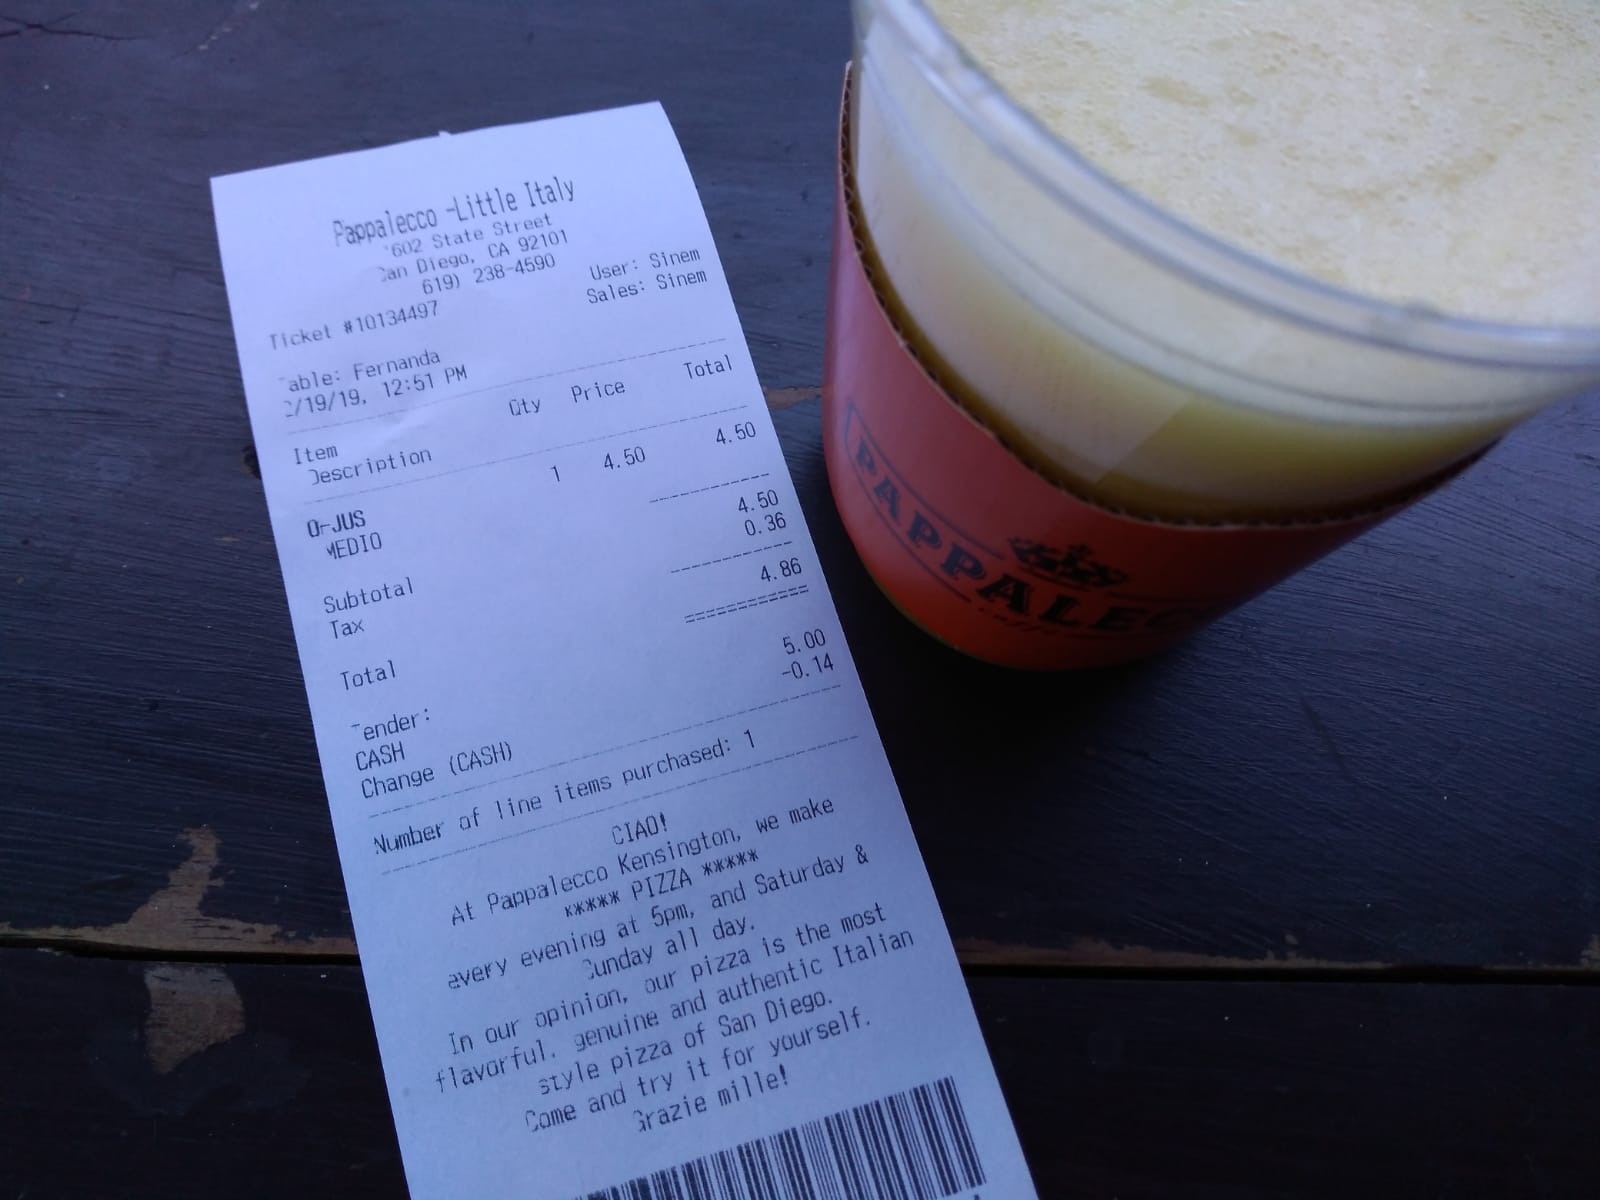 Pappalecco -Little Italy
602 State Street
San Diego, CA 92101
619) 238-4590
User: Sinem
Sales: Sinem
Ticket #10134497
Table: Fernanda
/19/19, 12:51 PM
Item Qty Price Total
Description
1 4.50 4.50
O-JUS
MEDIO
Subtotal 4.50
Tax 0.36
Total 4.86
Tender:
CASH 5.00
Change (CASH) -0.14
Number of line items purchased: 1
CIAO!
At Pappalecco Kensington, we make
***** PIZZA *****
every evening at 5pm, and Saturday &
Sunday all day.
In our opinion, our pizza is the most
flavorful, genuine and authentic Italian
style pizza of San Diego.
Come and try it for yourself.
Grazie mille!
PAPPALEC
caffé